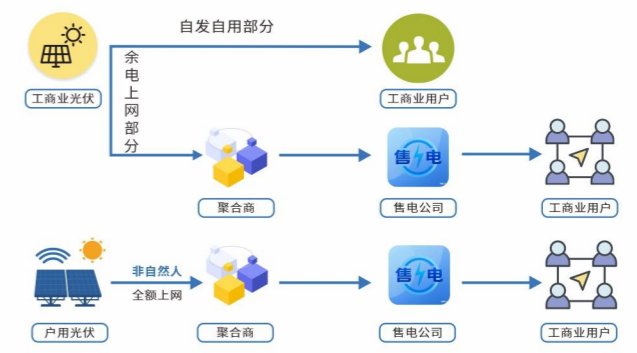 自发自用部分
余电上网部分
工商业光伏
工商业用户
售电
聚合商
售电公司
工商业用户
非自然人
全额上网
售电
户用光伏
聚合商
售电公司
工商业用户